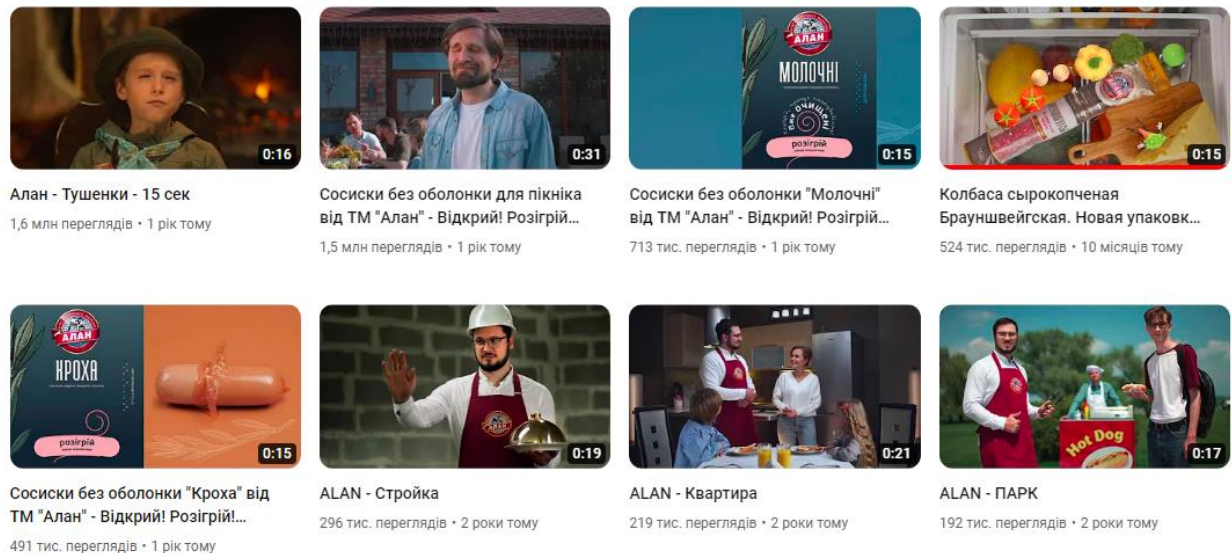 АЛАН
МОЛОЧНІ
вже очищені
розігрій
0:16
0:31
0:15
0:15
Алан - Тушенки - 15 сек
1,6 млн переглядів • 1 рік тому
Сосиски без оболонки для пікніка
від ТМ "Алан" - Відкрий! Розігрій...
1,5 млн переглядів • 1 рік тому
Сосиски без оболонки "Молочні"
від ТМ "Алан" - Відкрий! Розігрій...
713 тис. переглядів • 1 рік тому
Колбаса сырокопченая
Брауншвейгская. Новая упаковк...
524 тис. переглядів • 10 місяців тому
АЛАН
КРОХА
розігрій
0:15
АЛАН
0:19
0:21
Hot Dog
0:17
Сосиски без оболонки "Кроха" від
ТМ "Алан" - Відкрий! Розігрій!...
491 тис. переглядів • 1 рік тому
ALAN - Стройка
296 тис. переглядів • 2 роки тому
ALAN - Квартира
219 тис. переглядів • 2 роки тому
ALAN - ПАРК
192 тис. переглядів • 2 роки тому